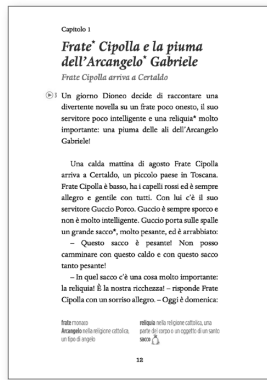 Capitolo 1
Frate* Cipolla e la piuma
dell'Arcangelo* Gabriele
Frate Cipolla arriva a Certaldo
3 Un giorno Dioneo decide di raccontare una
divertente novella su un frate poco onesto, il suo
servitore poco intelligente e una reliquia* molto
importante: una piuma delle ali dell'Arcangelo
Gabriele!
Una calda mattina di agosto Frate Cipolla
arriva a Certaldo, un piccolo paese in Toscana.
Frate Cipolla è basso, ha i capelli rossi ed è sempre
allegro e gentile con tutti. Con lui c'è il suo
servitore Guccio Porco. Guccio è sempre sporco e
non è molto intelligente. Guccio porta sulle spalle
un grande sacco*, molto pesante, ed è arrabbiato:
– Questo sacco è pesante! Non posso
camminare con questo caldo e con questo sacco
tanto pesante!
– In quel sacco c'è una cosa molto importante:
la reliquia! È la nostra ricchezza! – risponde Frate
Cipolla con un sorriso allegro. – Oggi è domenica:
frate monaco
Arcangelo nella religione cattolica,
un tipo di angelo
reliquia nella religione cattolica, una
parte del corpo o un oggetto di un santo
sacco
12